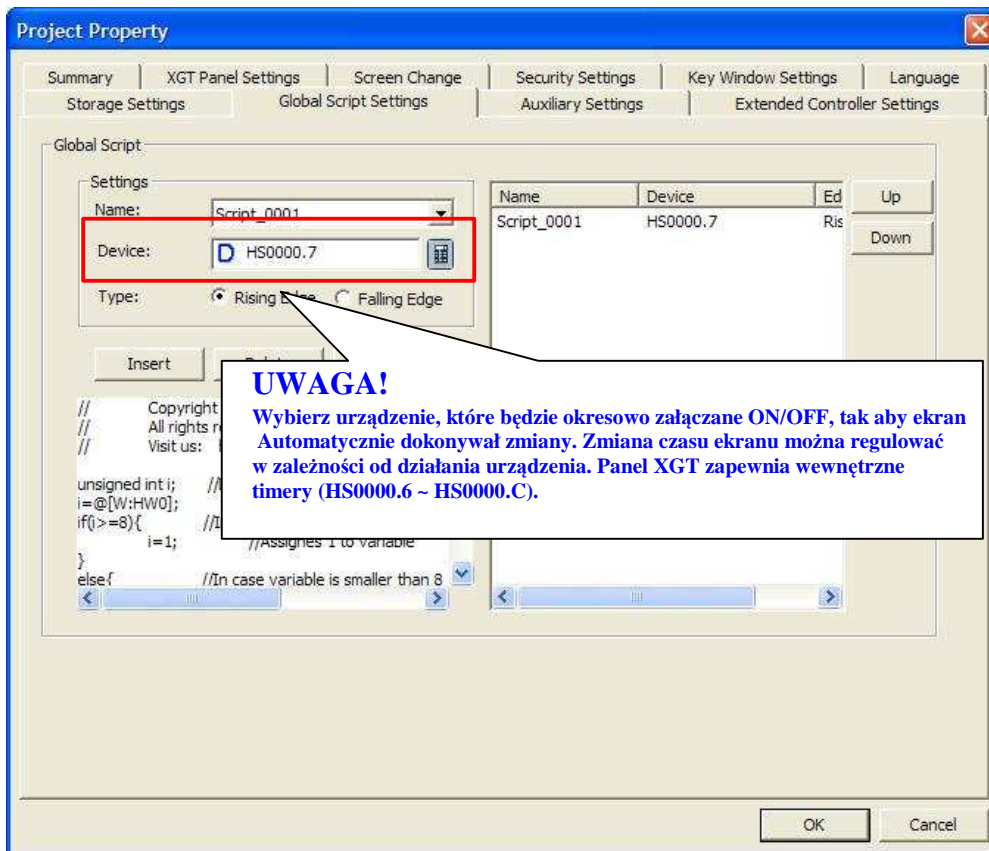 Project Property
Summary XGT Panel Settings Screen Change Security Settings Key Window Settings Language
Storage Settings Global Script Settings Auxiliary Settings Extended Controller Settings
Global Script
Settings
Name: Script_0001
Device: D HS0000.7
Type: Rising Edge Falling Edge
Insert
Name Device Ed
Script_0001 HS0000.7 Ris
Up
Down
UWAGA!
Wybierz urządzenie, które będzie okresowo załączane ON/OFF, tak aby ekran
Automatycznie dokonywał zmiany. Zmiana czasu ekranu można regulować
w zależności od działania urządzenia. Panel XGT zapewnia wewnętrzne
timery (HS0000.6 ~ HS0000.C).
// Copyright
// All rights r
// Visit us:
unsigned int i; //
i=@[W:HW0];
if(i>=8){ //I
i=1; //Assignes 1 to variable
}
else{ //In case variable is smaller than 8
OK Cancel